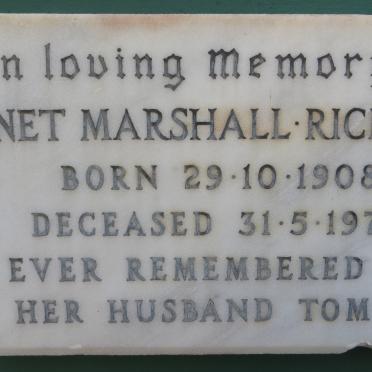 n loving Memor
NET MARSHALL·RIC
BORN 29·10·1908
DECEASED 31·5·197
EVER REMEMBERED
HER HUSBAND TOM